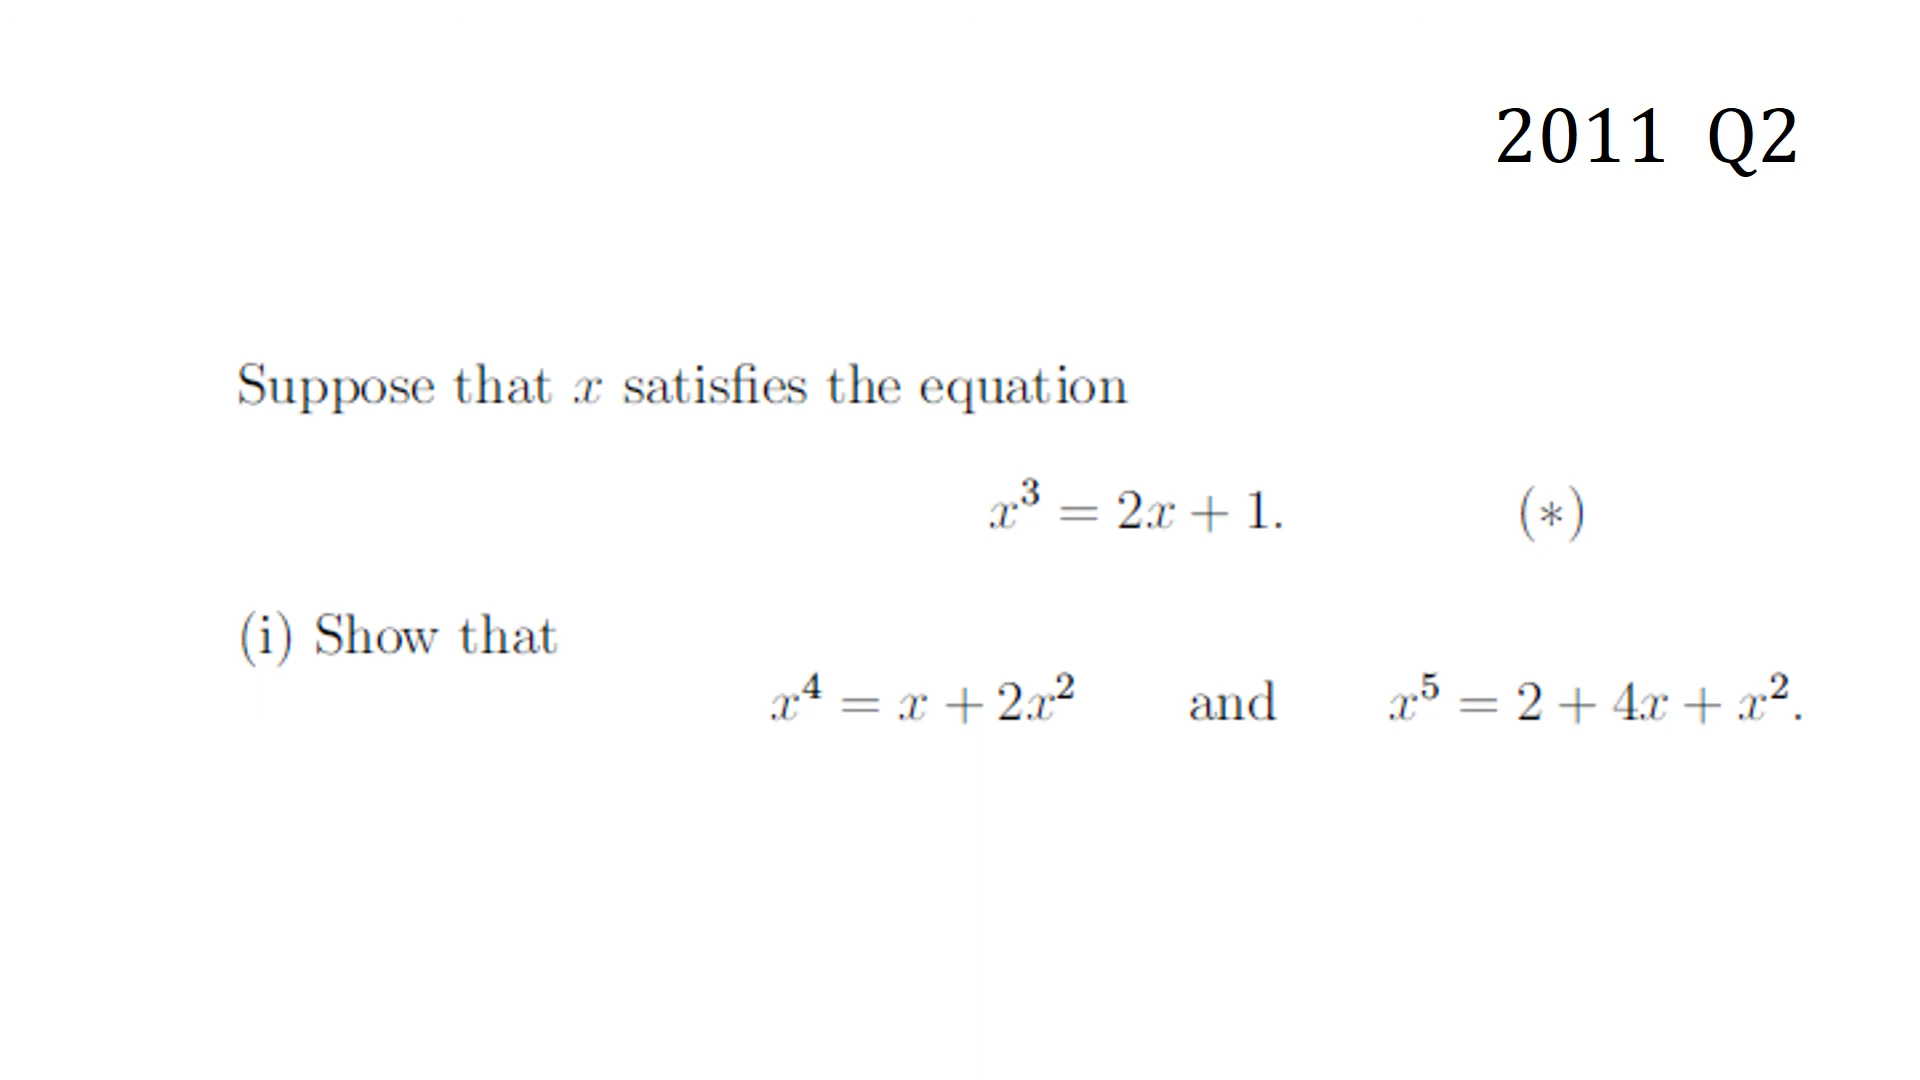 2011 Q2
Suppose that x satisfies the equation
x³ = 2x + 1. (∗)
(i) Show that
x⁴ = x + 2x² and x⁵ = 2 + 4x + x².